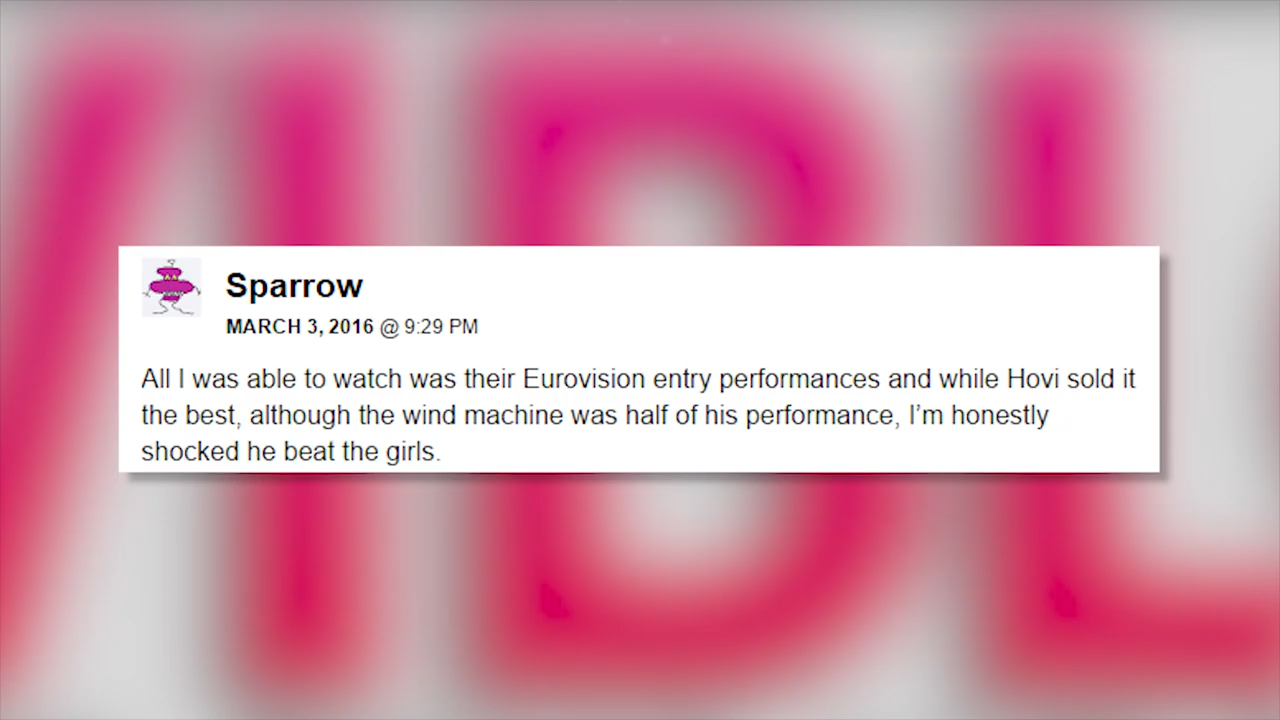 Sparrow
MARCH 3, 2016 @ 9:29 PM
All I was able to watch was their Eurovision entry performances and while Hovi sold it
the best, although the wind machine was half of his performance, I’m honestly
shocked he beat the girls.